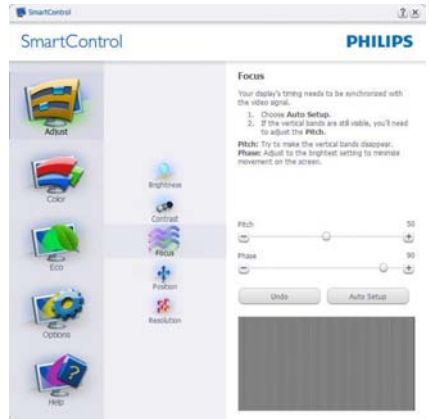 SmartControl
SmartControl
PHILIPS
Adjust
Color
Eco
Options
Help
Brightness
Contrast
Focus
Position
Resolution
Focus
Your display's timing needs to be synchronized with
the video signal.
1. Choose Auto Setup.
2. If the vertical bands are still visible, you'll need
to adjust the Pitch.
Pitch: Try to make the vertical bands disappear.
Phase: Adjust to the brightest setting to minimize
movement on the screen.
Pitch 50
Phase 90
Undo Auto Setup